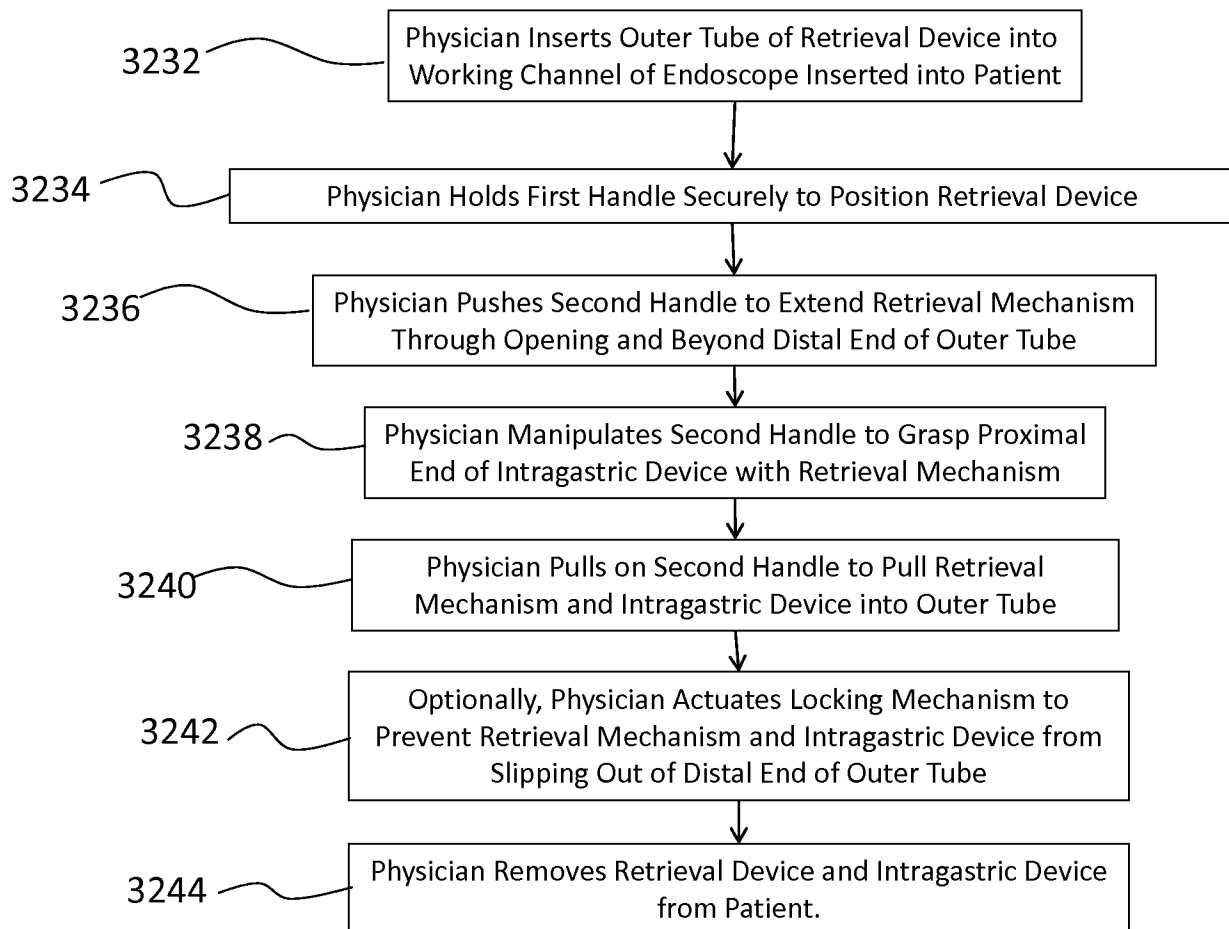 3232
Physician Inserts Outer Tube of Retrieval Device into
Working Channel of Endoscope Inserted into Patient
3234
Physician Holds First Handle Securely to Position Retrieval Device
3236
Physician Pushes Second Handle to Extend Retrieval Mechanism
Through Opening and Beyond Distal End of Outer Tube
3238
Physician Manipulates Second Handle to Grasp Proximal
End of Intragastric Device with Retrieval Mechanism
3240
Physician Pulls on Second Handle to Pull Retrieval
Mechanism and Intragastric Device into Outer Tube
3242
Optionally, Physician Actuates Locking Mechanism to
Prevent Retrieval Mechanism and Intragastric Device from
Slipping Out of Distal End of Outer Tube
3244
Physician Removes Retrieval Device and Intragastric Device
from Patient.